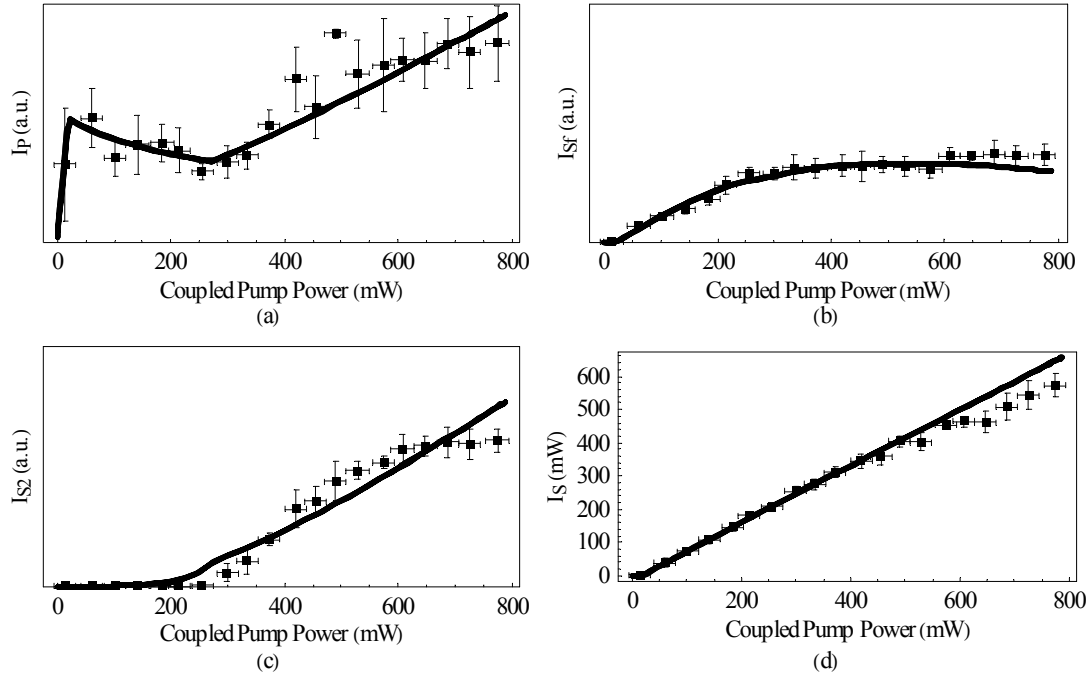 I_P (a.u.)
0 200 400 600 800
Coupled Pump Power (mW)
(a)
I_Sf (a.u.)
0 200 400 600 800
Coupled Pump Power (mW)
(b)
I_S2 (a.u.)
0 200 400 600 800
Coupled Pump Power (mW)
(c)
I_S (mW)
600
500
400
300
200
100
0
0 200 400 600 800
Coupled Pump Power (mW)
(d)